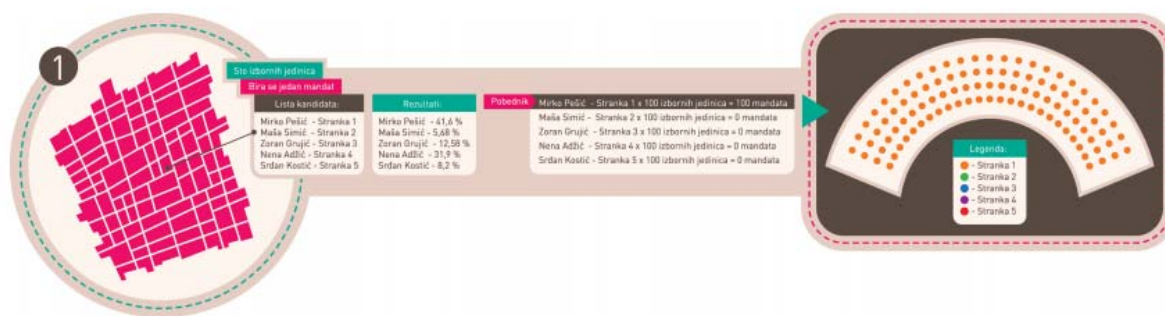 1
Sto izbornih jedinica
Bira se jedan mandat
Lista kandidata:
Mirko Pešić - Stranka 1
Maša Simić - Stranka 2
Zoran Grujić - Stranka 3
Nena Adžić - Stranka 4
Srđan Kostić - Stranka 5
Rezultati:
Mirko Pešić - 41,6 %
Maša Simić - 5,68 %
Zoran Grujić - 12,58 %
Nena Adžić - 31,9 %
Srđan Kostić - 8,2 %
Pobednik
Mirko Pešić - Stranka 1 x 100 izbornih jedinica = 100 mandata
Maša Simić - Stranka 2 x 100 izbornih jedinica = 0 mandata
Zoran Grujić - Stranka 3 x 100 izbornih jedinica = 0 mandata
Nena Adžić - Stranka 4 x 100 izbornih jedinica = 0 mandata
Srđan Kostić - Stranka 5 x 100 izbornih jedinica = 0 mandata
Legenda:
- Stranka 1
- Stranka 2
- Stranka 3
- Stranka 4
- Stranka 5